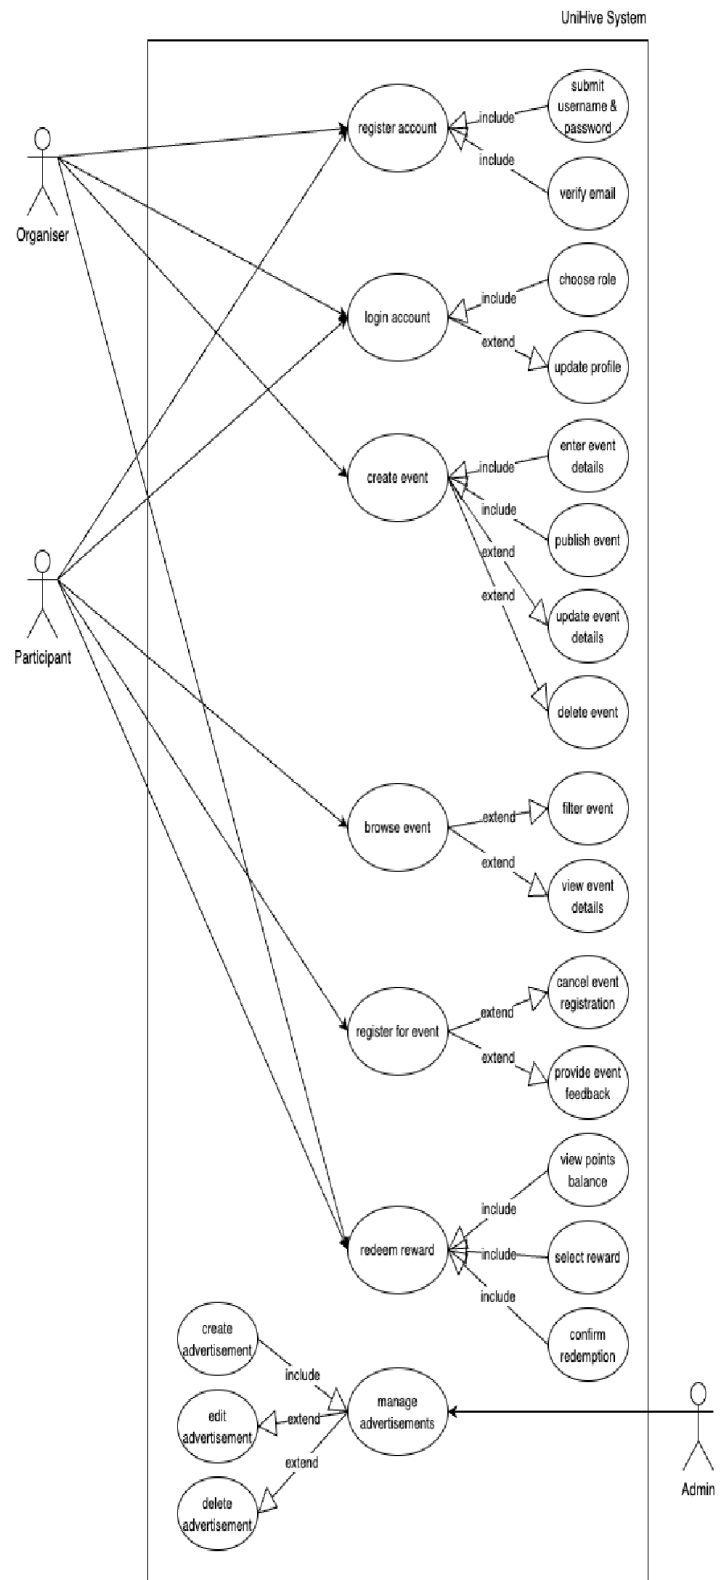 UniHive System
submit
username &
password
register account
include
include
verify email
Organiser
choose role
include
login account
extend
update profile
enter event
details
include
create event
include
publish event
extend
extend
update event
details
Participant
delete event
filter event
extend
browse event
extend
view event
details
cancel event
registration
extend
register for event
extend
provide event
feedback
view points
balance
include
redeem reward
include
select reward
include
create
advertisement
confirm
redemption
include
manage
advertisements
edit
advertisement
extend
extend
delete
advertisement
Admin